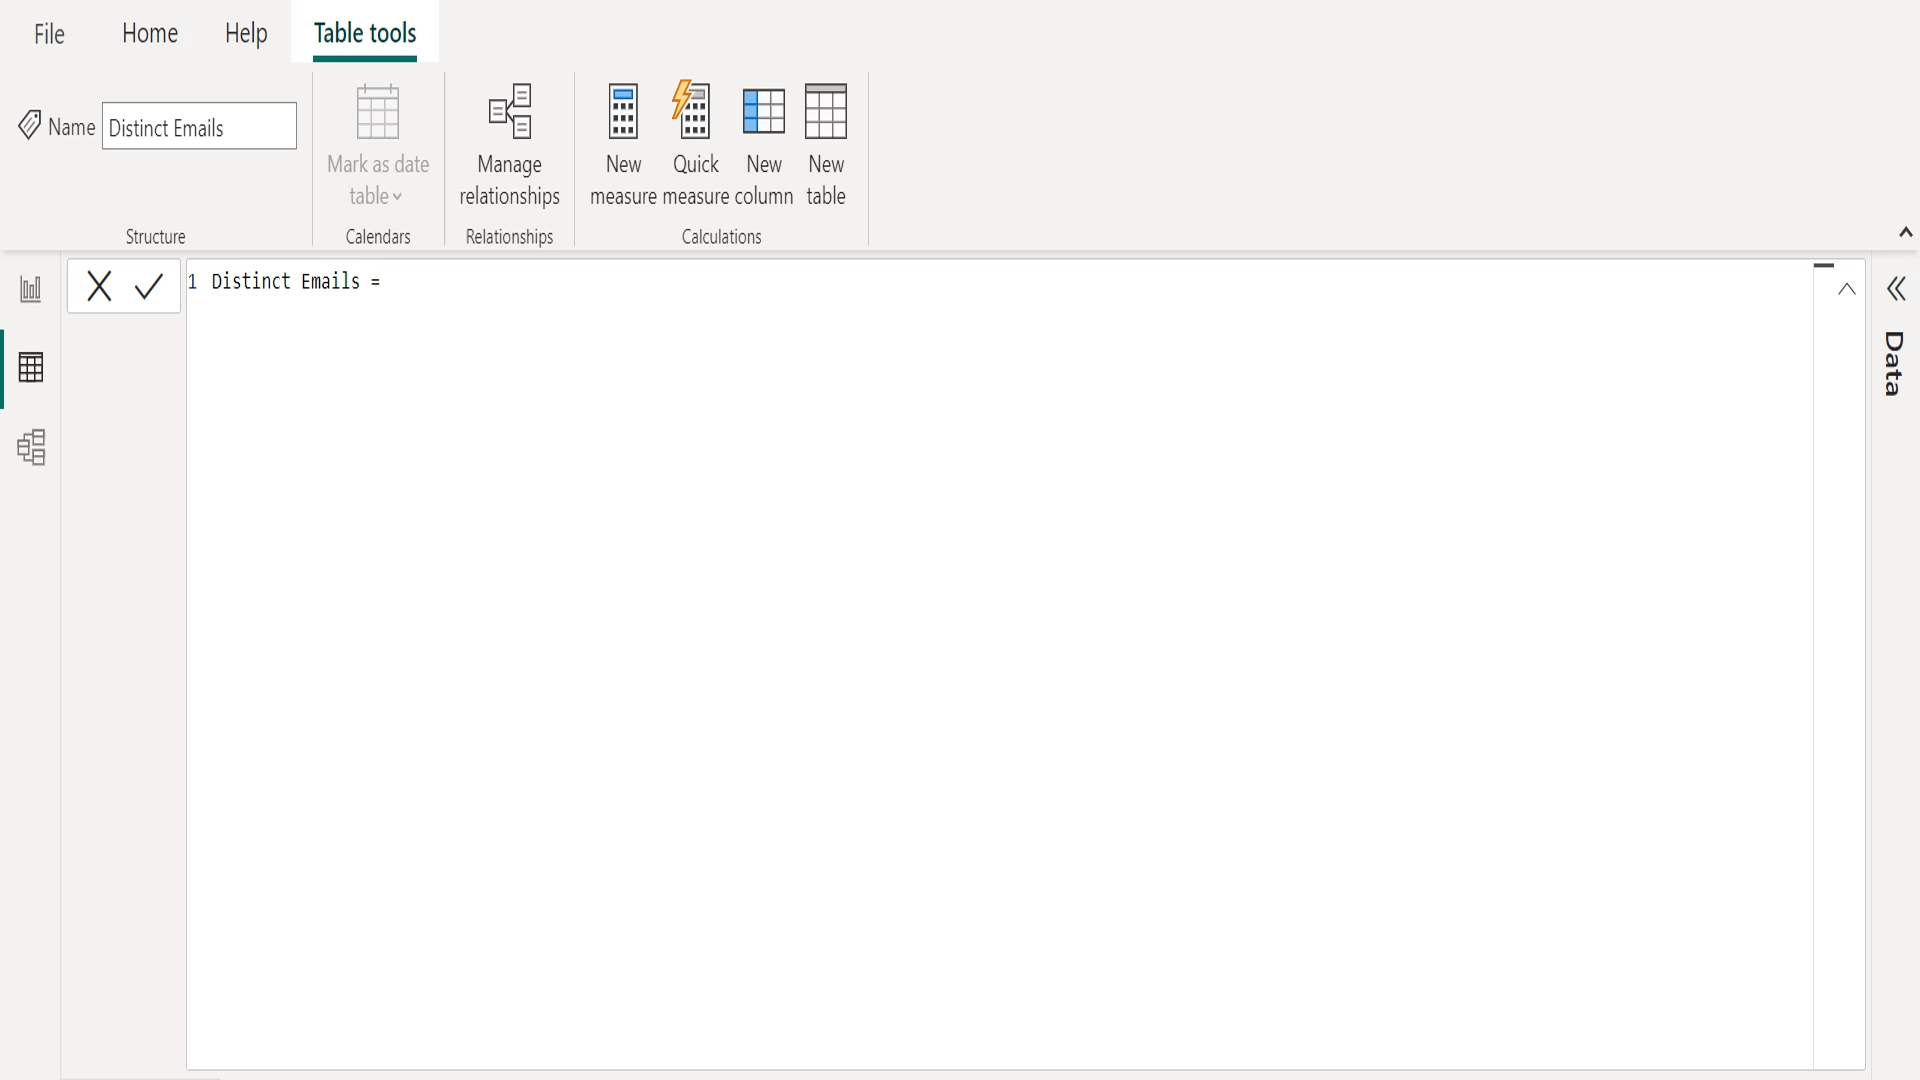 File Home Help Table tools
Name Distinct Emails
Mark as date table
Manage relationships
New measure
Quick measure
New column
New table
Structure Calendars Relationships Calculations
1 Distinct Emails =
Data